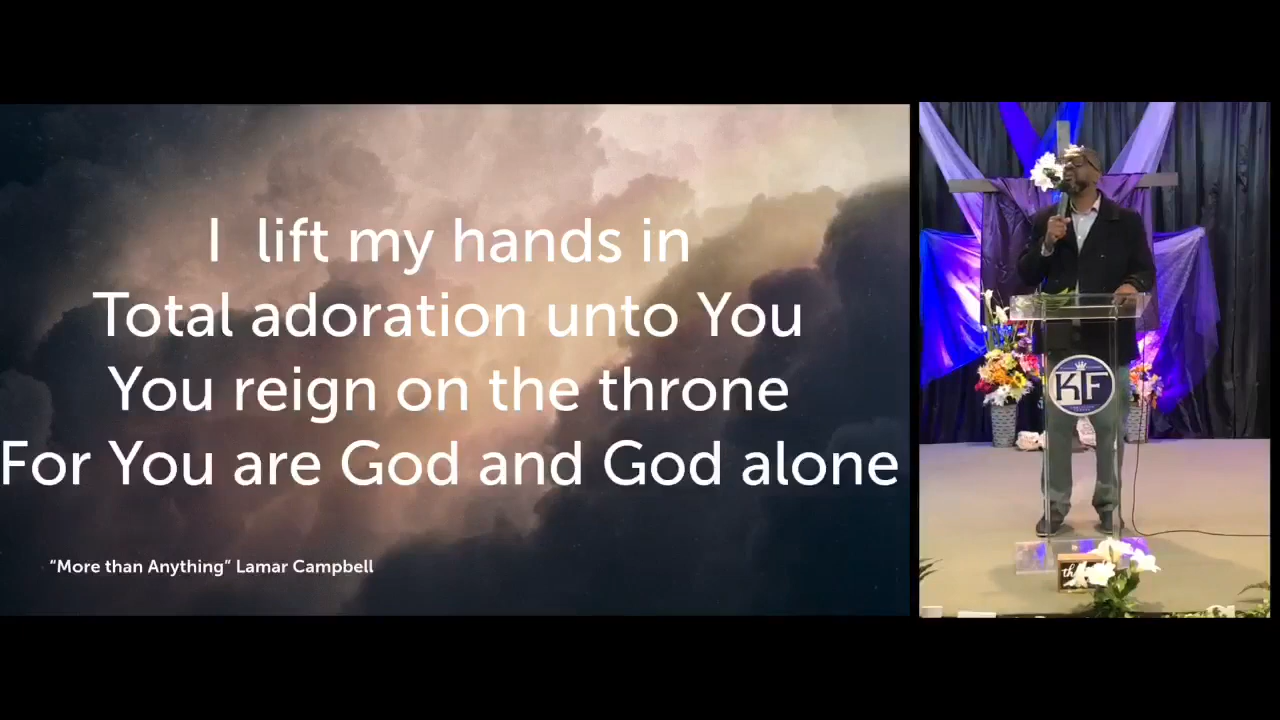 I  lift my hands in
Total adoration unto You
You reign on the throne
For You are God and God alone
“More than Anything” Lamar Campbell
KF